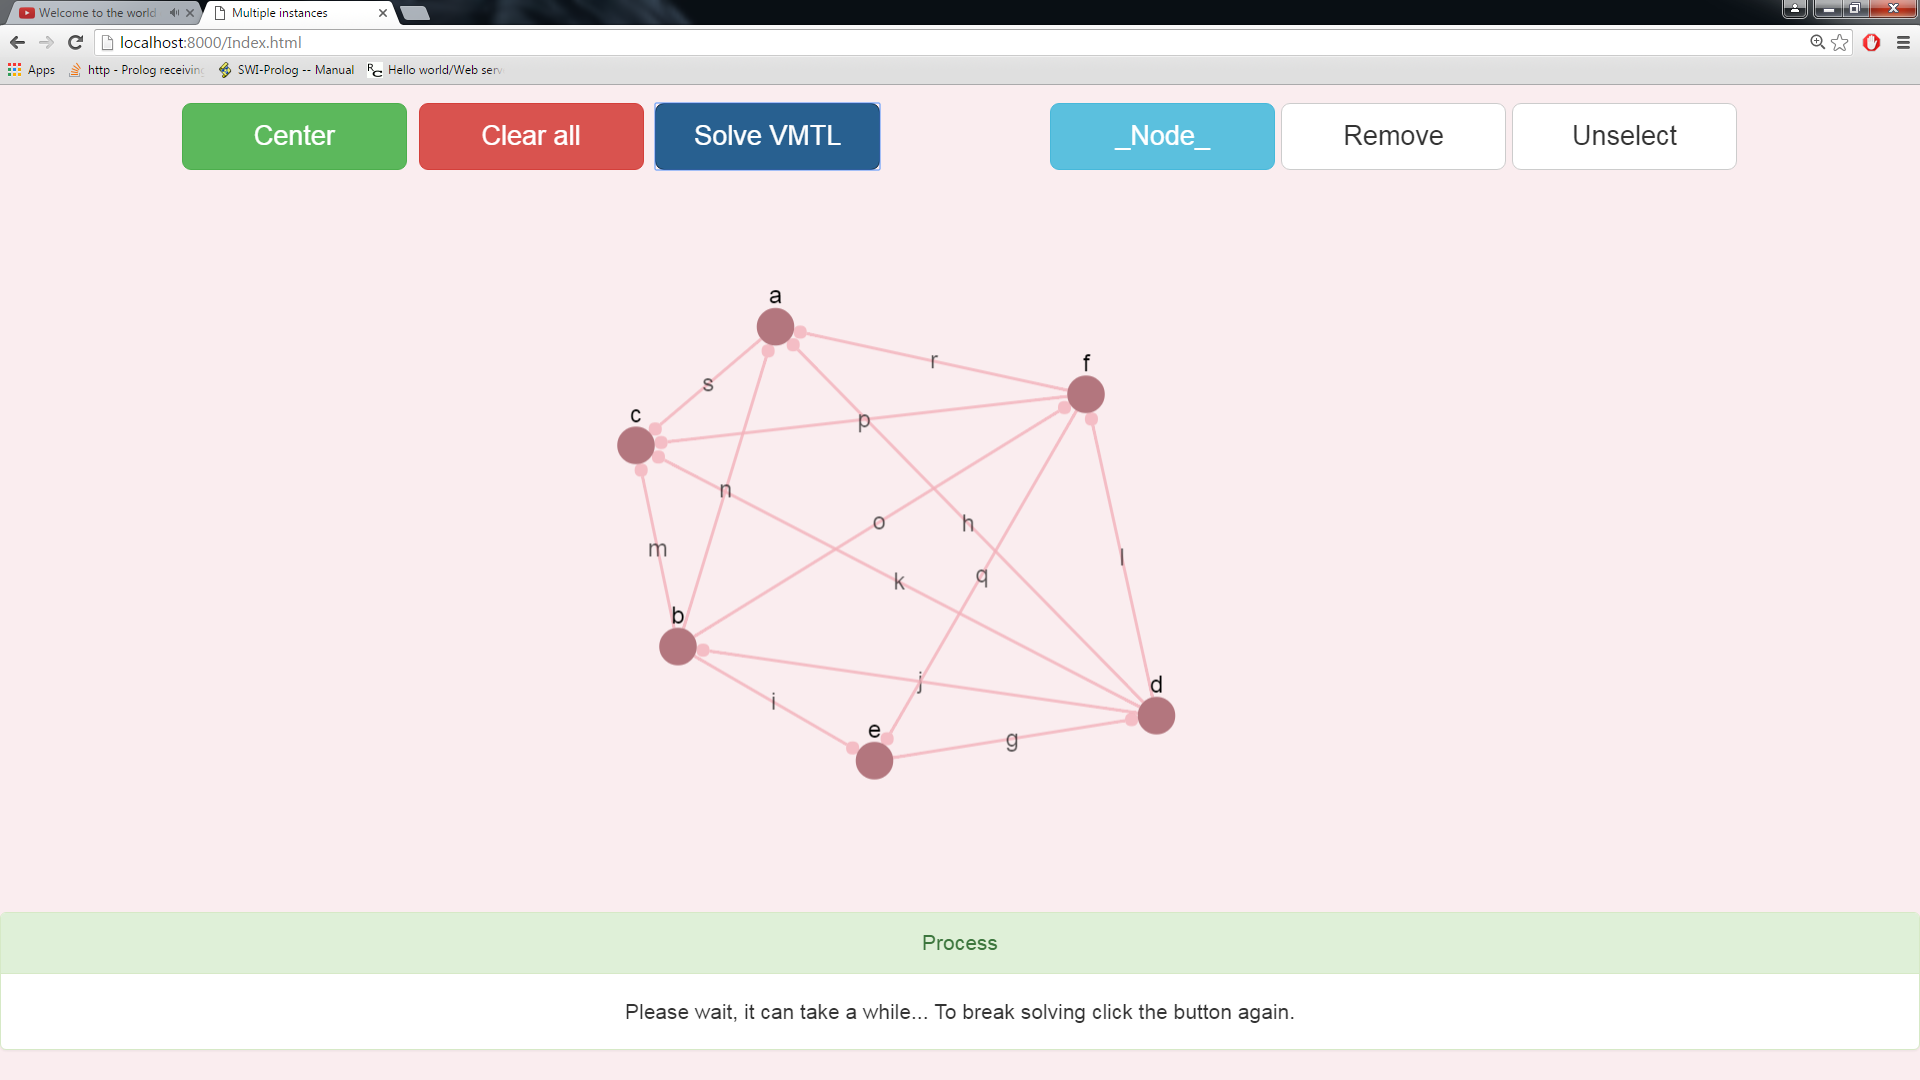 Welcome to the world
Multiple instances
localhost:8000/Index.html
Apps
http - Prolog receiving
SWI-Prolog -- Manual
RC
Hello world/Web serv
Center
Clear all
Solve VMTL
_Node_
Remove
Unselect
a
r
f
s
c
p
n
o
h
m
k
q
l
b
j
i
d
e
g
Process
Please wait, it can take a while... To break solving click the button again.